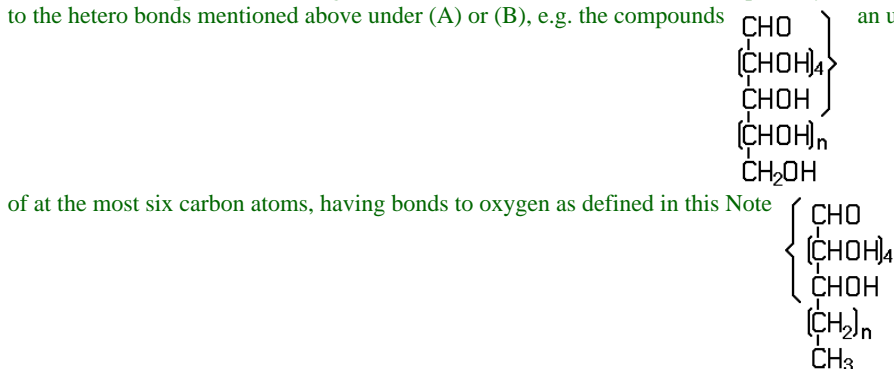 to the hetero bonds mentioned above under (A) or (B), e.g. the compounds
CHO
(CHOH)4
CHOH
(CHOH)n
CH2OH
an
of at the most six carbon atoms, having bonds to oxygen as defined in this Note
CHO
(CHOH)4
CHOH
(CH2)n
CH3